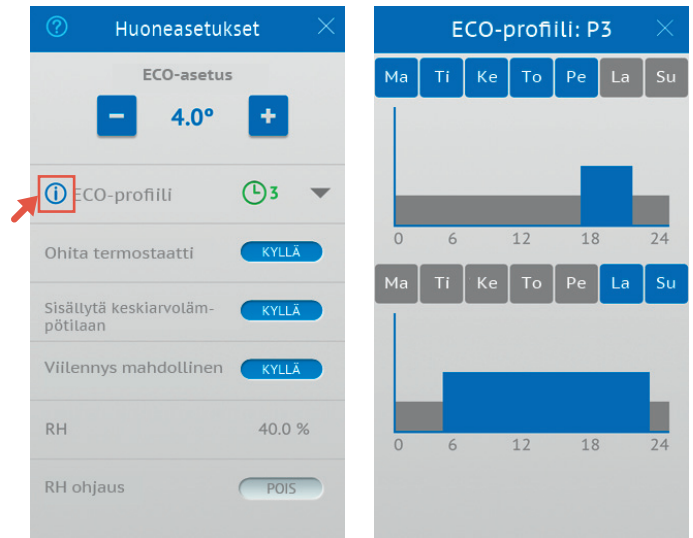 Huoneasetukset
ECO-asetus
4.0°
ECO-profiili 3
Ohita termostaatti KYLLÄ
Sisällytä keskiarvoläm-
pötilaan KYLLÄ
Viilennys mahdollinen KYLLÄ
RH 40.0 %
RH ohjaus POIS
ECO-profiili: P3
Ma Ti Ke To Pe La Su
0 6 12 18 24
Ma Ti Ke To Pe La Su
0 6 12 18 24